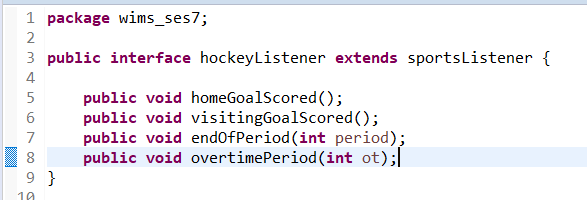 1 package wims_ses7;
2
3 public interface hockeyListener extends sportsListener {
4
5     public void homeGoalScored();
6     public void visitingGoalScored();
7     public void endOfPeriod(int period);
8     public void overtimePeriod(int ot);
9 }
10